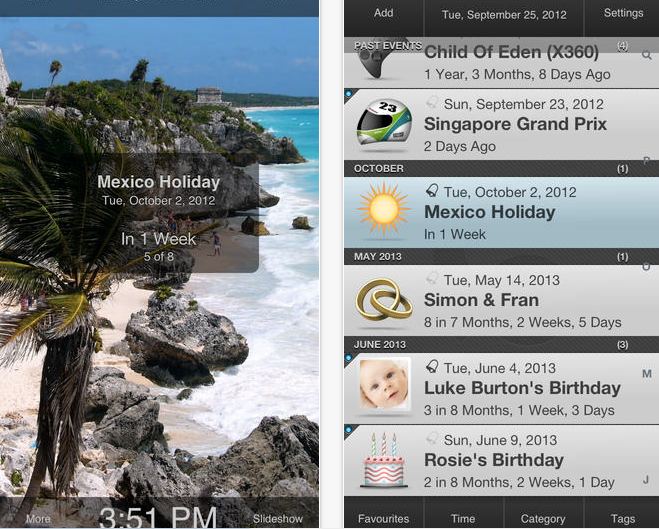 Mexico Holiday
Tue, October 2, 2012
In 1 Week
5 of 8
More
3:51 PM
Slideshow
Add
Tue, September 25, 2012
Settings
PAST EVENTS (4)
Child Of Eden (X360)
1 Year, 3 Months, 8 Days Ago
23
Sun, September 23, 2012
Singapore Grand Prix
2 Days Ago
P
OCTOBER (1)
Tue, October 2, 2012
Mexico Holiday
In 1 Week
MAY 2013 (1)
O
Tue, May 14, 2013
Simon & Fran
8 in 7 Months, 2 Weeks, 5 Days
JUNE 2013 (3)
Tue, June 4, 2013
M
Luke Burton's Birthday
3 in 8 Months, 1 Week, 3 Days
Sun, June 9, 2013
Rosie's Birthday
2 in 8 Months, 2 Weeks, 1 Day
J
Favourites
Time
Category
Tags